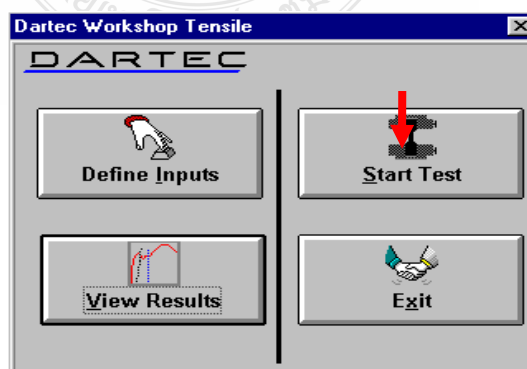 Dartec Workshop Tensile
DARTEC
Define Inputs
Start Test
View Results
Exit